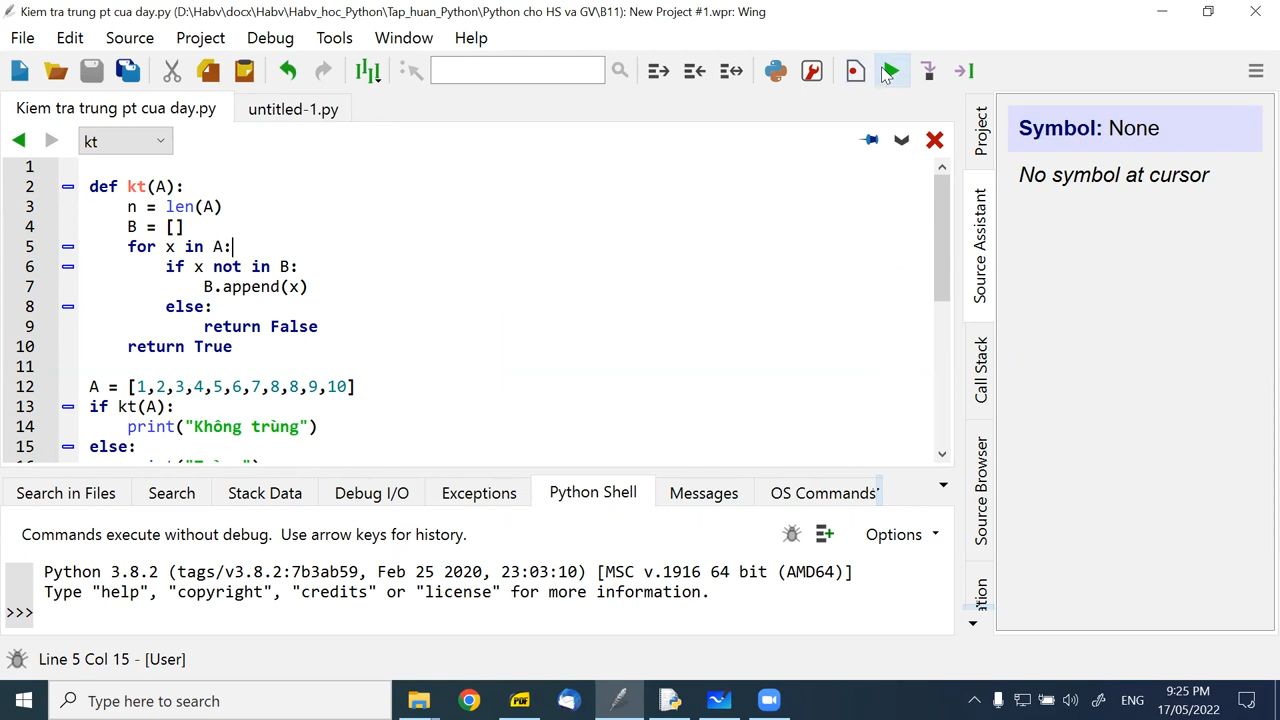 Kiem tra trung pt cua day.py (D:\Habv\docx\Habv\Habv_hoc_Python\Tap_huan_Python\Python cho HS va GV\B11): New Project #1.wpr: Wing
File Edit Source Project Debug Tools Window Help
Kiem tra trung pt cua day.py untitled-1.py
kt
1
2 def kt(A):
3 n = len(A)
4 B = []
5 for x in A:
6 if x not in B:
7 B.append(x)
8 else:
9 return False
10 return True
11
12 A = [1,2,3,4,5,6,7,8,8,9,10]
13 if kt(A):
14 print("Không trùng")
15 else:
Project
Source Assistant
Call Stack
Source Browser
Symbol: None
No symbol at cursor
Search in Files Search Stack Data Debug I/O Exceptions Python Shell Messages OS Commands
Commands execute without debug. Use arrow keys for history.
Options
Python 3.8.2 (tags/v3.8.2:7b3ab59, Feb 25 2020, 23:03:10) [MSC v.1916 64 bit (AMD64)]
Type "help", "copyright", "credits" or "license" for more information.
>>>
Line 5 Col 15 - [User]
Type here to search
PDF
ENG
9:25 PM
17/05/2022